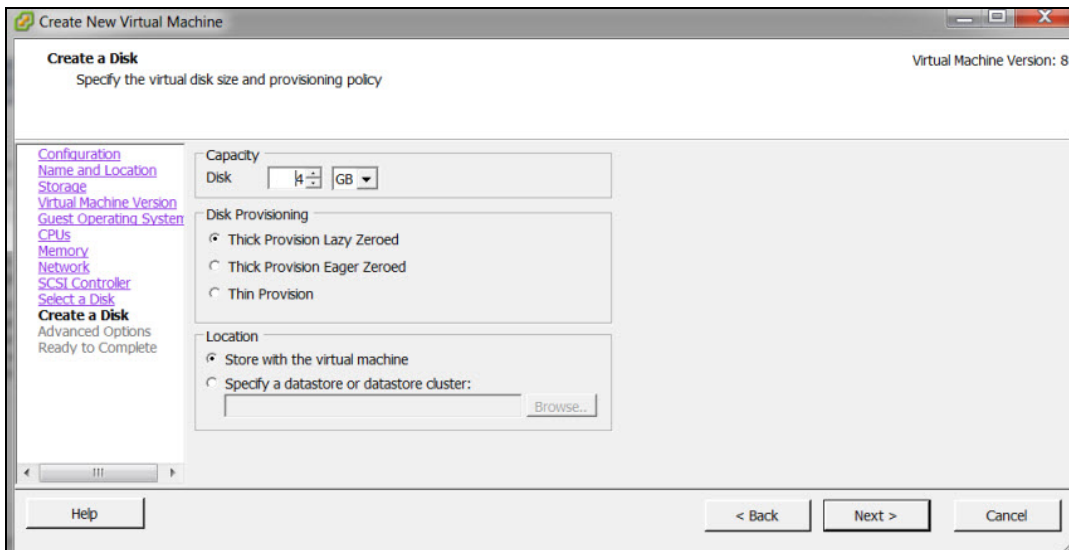 Create New Virtual Machine
Create a Disk
Specify the virtual disk size and provisioning policy
Virtual Machine Version: 8
Configuration
Name and Location
Storage
Virtual Machine Version
Guest Operating System
CPUs
Memory
Network
SCSI Controller
Select a Disk
Create a Disk
Advanced Options
Ready to Complete
Capacity
Disk 4 GB
Disk Provisioning
Thick Provision Lazy Zeroed
Thick Provision Eager Zeroed
Thin Provision
Location
Store with the virtual machine
Specify a datastore or datastore cluster:
Browse..
Help
< Back
Next >
Cancel